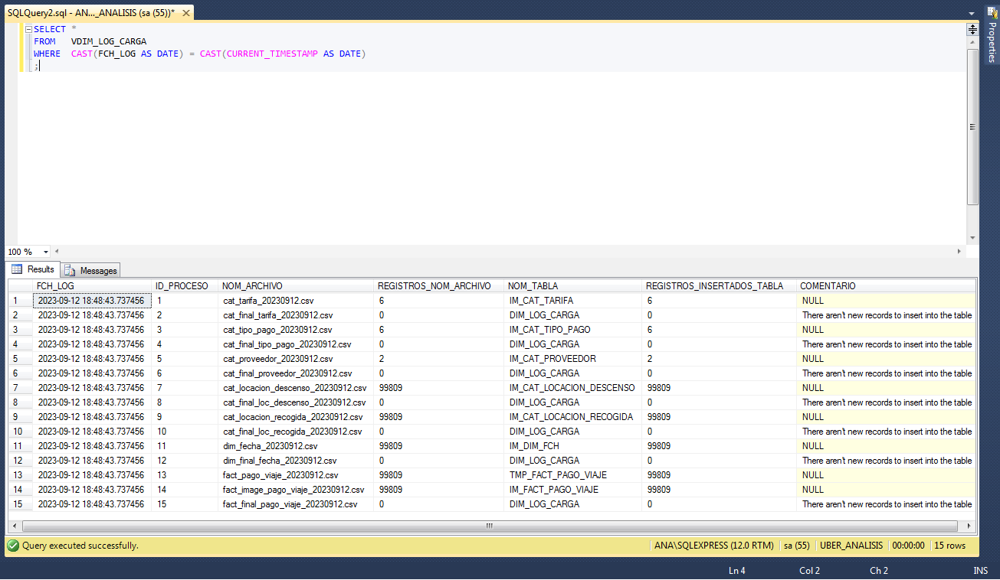 SQLQuery2.sql - AN..._ANALISIS (sa (55))*
Properties
SELECT *
FROM VDIM_LOG_CARGA
WHERE CAST(FCH_LOG AS DATE) = CAST(CURRENT_TIMESTAMP AS DATE)
;
100 %
Results Messages
FCH_LOG ID_PROCESO NOM_ARCHIVO REGISTROS_NOM_ARCHIVO NOM_TABLA REGISTROS_INSERTADOS_TABLA COMENTARIO
1 2023-09-12 18:48:43.737456 1 cat_tarifa_20230912.csv 6 IM_CAT_TARIFA 6 NULL
2 2023-09-12 18:48:43.737456 2 cat_final_tarifa_20230912.csv 0 DIM_LOG_CARGA 0 There aren't new records to insert into the table
3 2023-09-12 18:48:43.737456 3 cat_tipo_pago_20230912.csv 6 IM_CAT_TIPO_PAGO 6 NULL
4 2023-09-12 18:48:43.737456 4 cat_final_tipo_pago_20230912.csv 0 DIM_LOG_CARGA 0 There aren't new records to insert into the table
5 2023-09-12 18:48:43.737456 5 cat_proveedor_20230912.csv 2 IM_CAT_PROVEEDOR 2 NULL
6 2023-09-12 18:48:43.737456 6 cat_final_proveedor_20230912.csv 0 DIM_LOG_CARGA 0 There aren't new records to insert into the table
7 2023-09-12 18:48:43.737456 7 cat_locacion_descenso_20230912.csv 99809 IM_CAT_LOCACION_DESCENSO 99809 NULL
8 2023-09-12 18:48:43.737456 8 cat_final_loc_descenso_20230912.csv 0 DIM_LOG_CARGA 0 There aren't new records to insert into the table
9 2023-09-12 18:48:43.737456 9 cat_locacion_recogida_20230912.csv 99809 IM_CAT_LOCACION_RECOGIDA 99809 NULL
10 2023-09-12 18:48:43.737456 10 cat_final_loc_recogida_20230912.csv 0 DIM_LOG_CARGA 0 There aren't new records to insert into the table
11 2023-09-12 18:48:43.737456 11 dim_fecha_20230912.csv 99809 IM_DIM_FCH 99809 NULL
12 2023-09-12 18:48:43.737456 12 dim_final_fecha_20230912.csv 0 DIM_LOG_CARGA 0 There aren't new records to insert into the table
13 2023-09-12 18:48:43.737456 13 fact_pago_viaje_20230912.csv 99809 TMP_FACT_PAGO_VIAJE 99809 NULL
14 2023-09-12 18:48:43.737456 14 fact_image_pago_viaje_20230912.csv 99809 IM_FACT_PAGO_VIAJE 99809 NULL
15 2023-09-12 18:48:43.737456 15 fact_final_pago_viaje_20230912.csv 0 DIM_LOG_CARGA 0 There aren't new records to insert into the table
Query executed successfully. ANA\SQLEXPRESS (12.0 RTM) sa (55) UBER_ANALISIS 00:00:00 15 rows
Ln 4 Col 2 Ch 2 INS